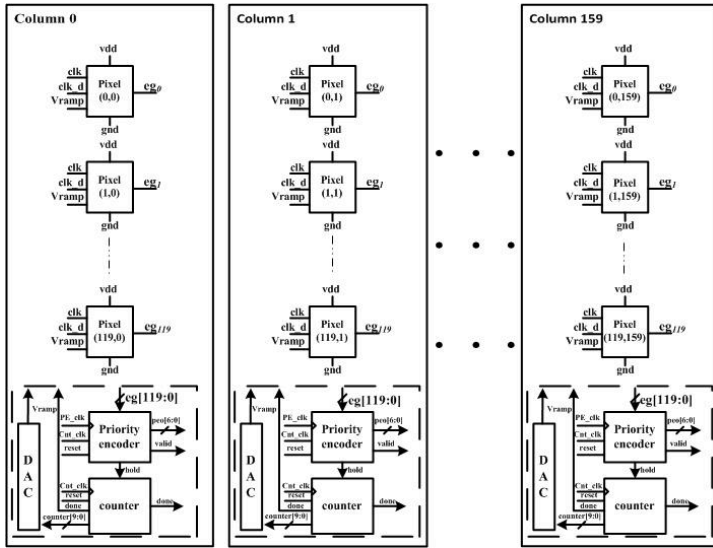 Column 0
vdd
clk
clk_d
Vramp
Pixel
(0,0)
eg0
gnd
vdd
clk
clk_d
Vramp
Pixel
(1,0)
eg1
gnd
vdd
clk
clk_d
Vramp
Pixel
(119,0)
eg119
gnd
Vramp
eg[119:0]
PE_clk
Cnt_clk
reset
Priority
encoder
peo[6:0]
valid
hold
DAC
Cnt_clk
reset
done
counter
done
counter[9:0]
Column 1
vdd
clk
clk_d
Vramp
Pixel
(0,1)
eg0
gnd
vdd
clk
clk_d
Vramp
Pixel
(1,1)
eg1
gnd
vdd
clk
clk_d
Vramp
Pixel
(119,1)
eg119
gnd
Vramp
eg[119:0]
PE_clk
Cnt_clk
reset
Priority
encoder
peo[6:0]
valid
hold
DAC
Cnt_clk
reset
done
counter
done
counter[9:0]
Column 159
vdd
clk
clk_d
Vramp
Pixel
(0,159)
eg0
gnd
vdd
clk
clk_d
Vramp
Pixel
(1,159)
eg1
gnd
vdd
clk
clk_d
Vramp
Pixel
(119,159)
eg119
gnd
Vramp
eg[119:0]
PE_clk
Cnt_clk
reset
Priority
encoder
peo[6:0]
valid
hold
DAC
Cnt_clk
reset
done
counter
done
counter[9:0]